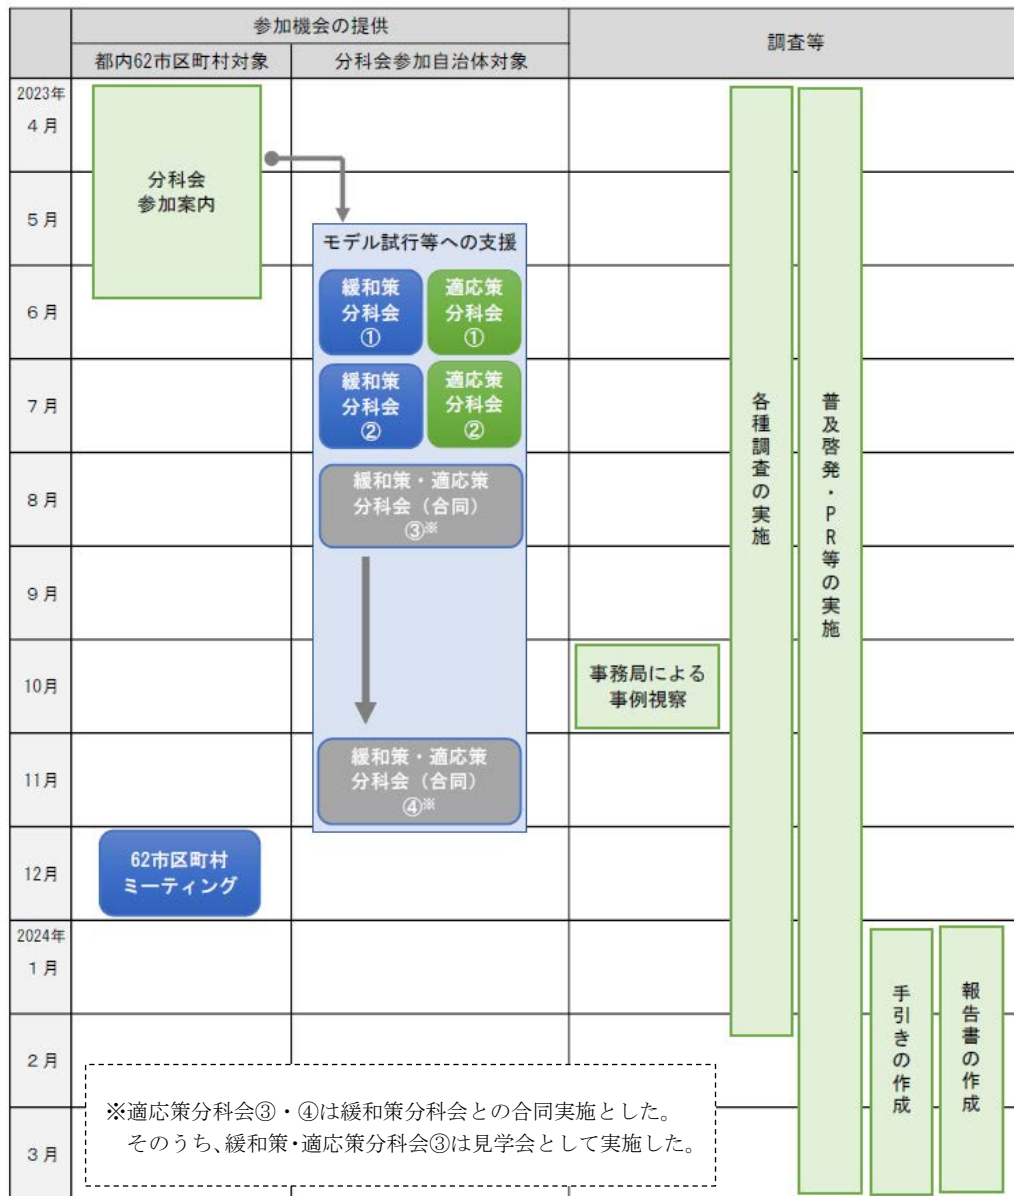 参加機会の提供
調査等
都内62市区町村対象
分科会参加自治体対象
2023年
4月
分科会
参加案内
5月
モデル試行等への支援
緩和策
分科会
①
適応策
分科会
①
6月
緩和策
分科会
②
適応策
分科会
②
7月
各種調査の実施
普及啓発・PR等の実施
緩和策・適応策
分科会（合同）
③※
8月
9月
事務局による
事例視察
10月
緩和策・適応策
分科会（合同）
④※
11月
62市区町村
ミーティング
12月
2024年
1月
手引きの作成
報告書の作成
2月
※適応策分科会③・④は緩和策分科会との合同実施とした。
そのうち、緩和策・適応策分科会③は見学会として実施した。
3月